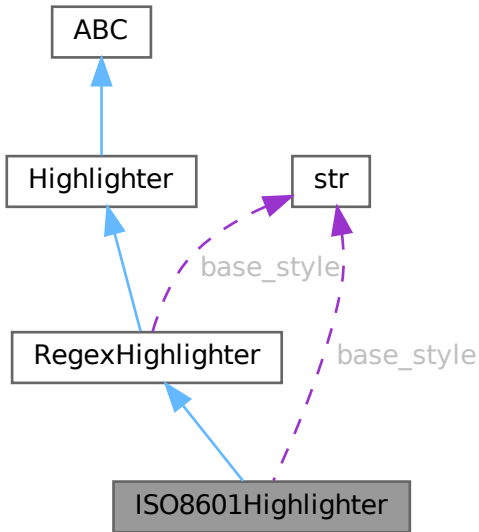 ABC
Highlighter
str
base_style
RegexHighlighter
base_style
ISO8601Highlighter